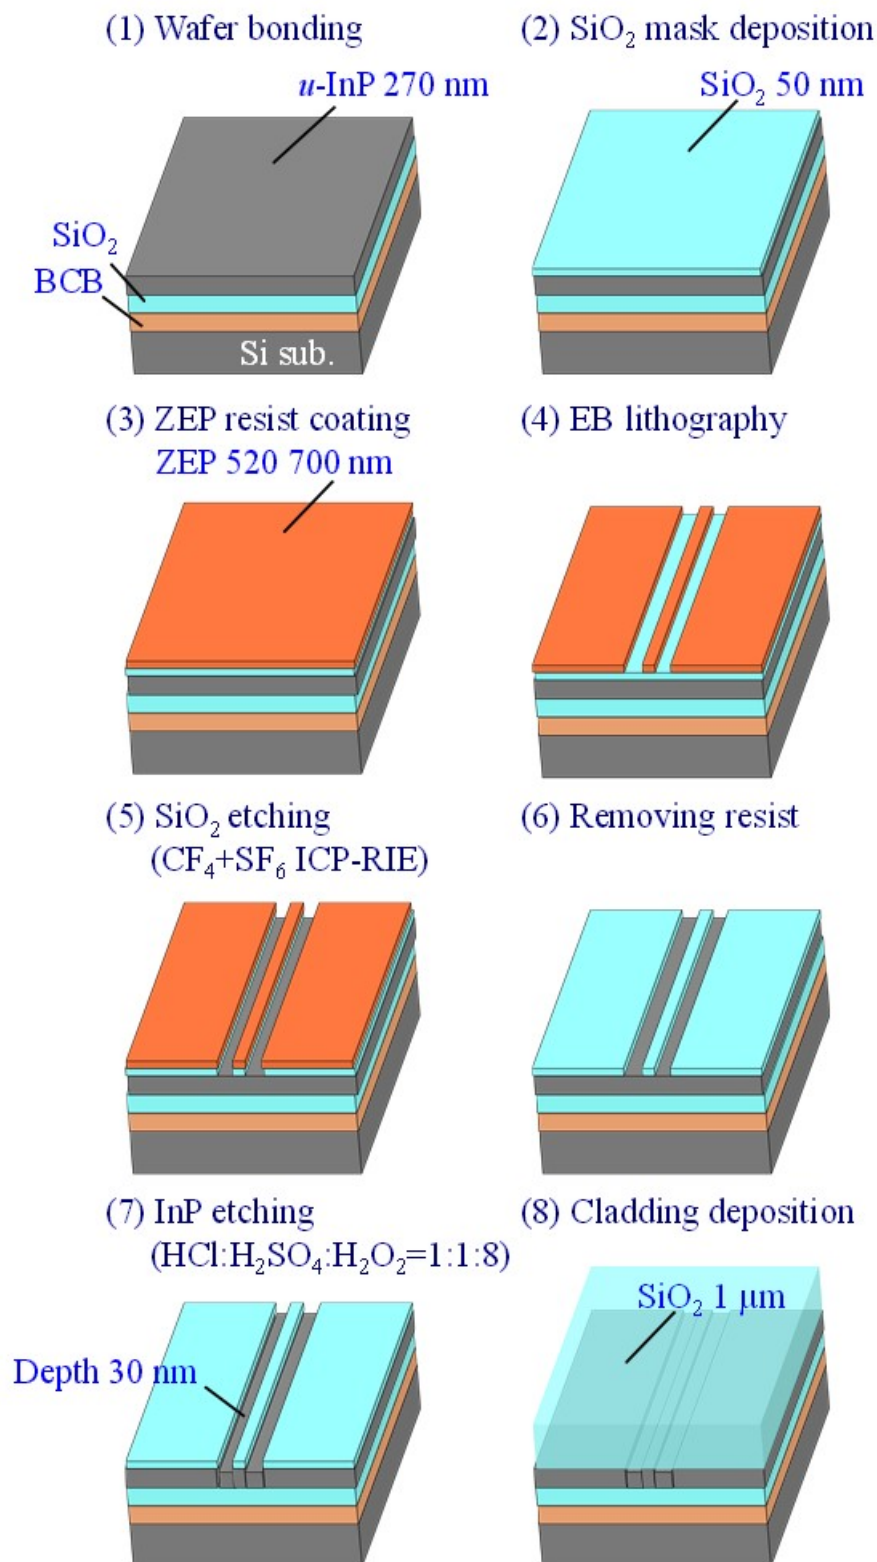 (1) Wafer bonding
u-InP 270 nm
SiO₂
BCB
Si sub.
(2) SiO₂ mask deposition
SiO₂ 50 nm
(3) ZEP resist coating
ZEP 520 700 nm
(4) EB lithography
(5) SiO₂ etching
(CF₄+SF₆ ICP-RIE)
(6) Removing resist
(7) InP etching
(HCl:H₂SO₄:H₂O₂=1:1:8)
Depth 30 nm
(8) Cladding deposition
SiO₂ 1 μm